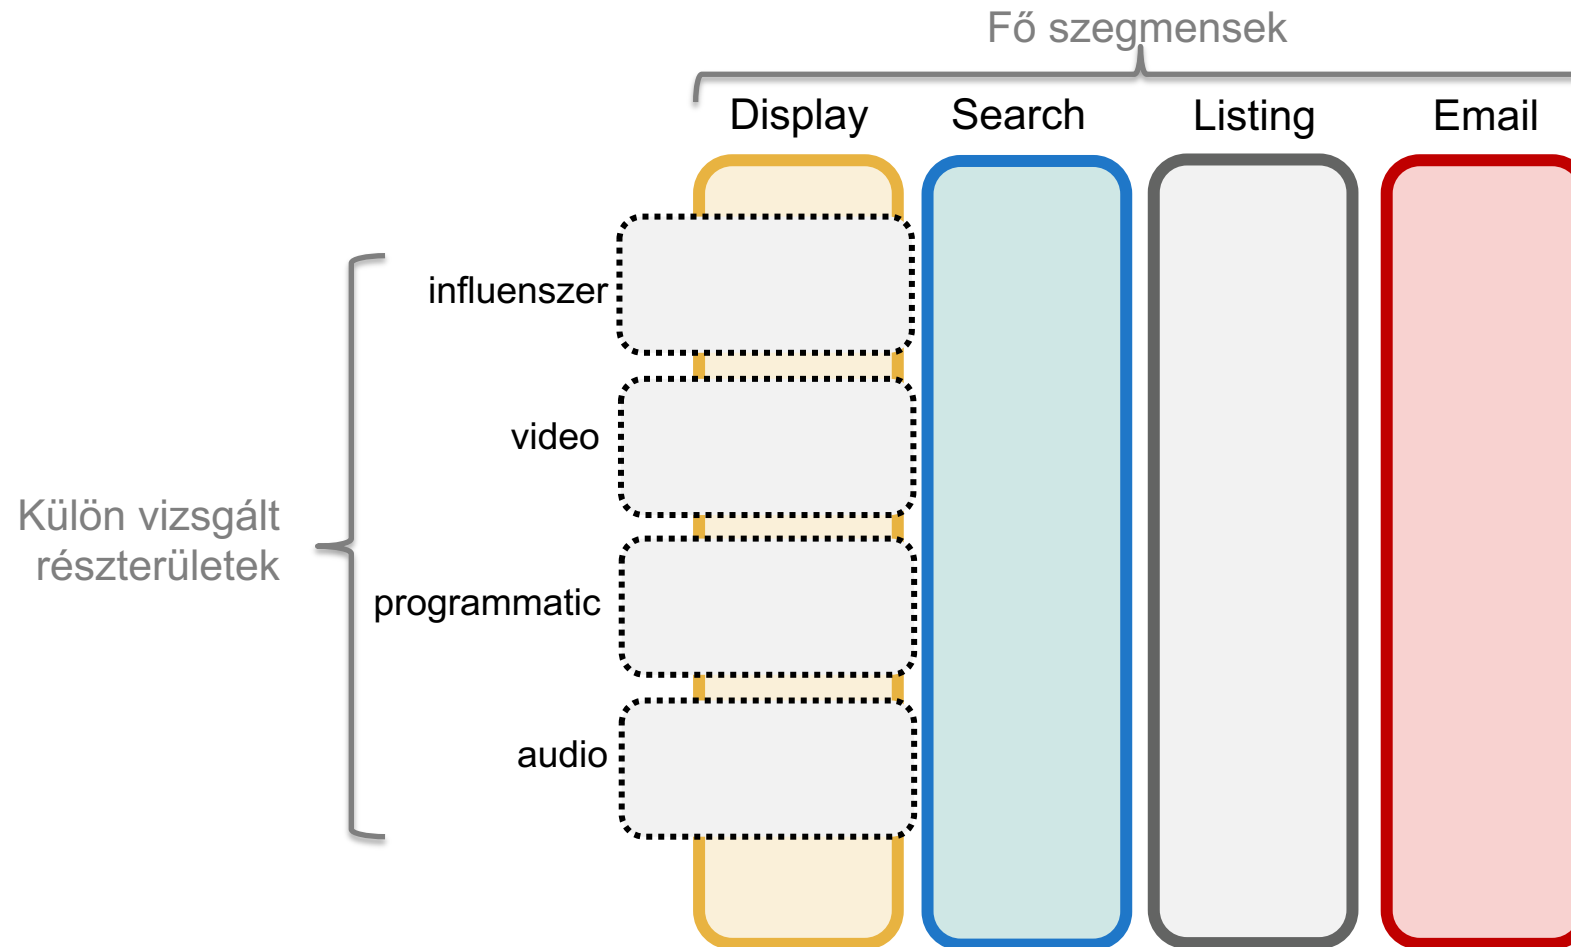 Fő szegmensek
Display Search Listing Email
influenszer
video
Külön vizsgált
részterületek
programmatic
audio